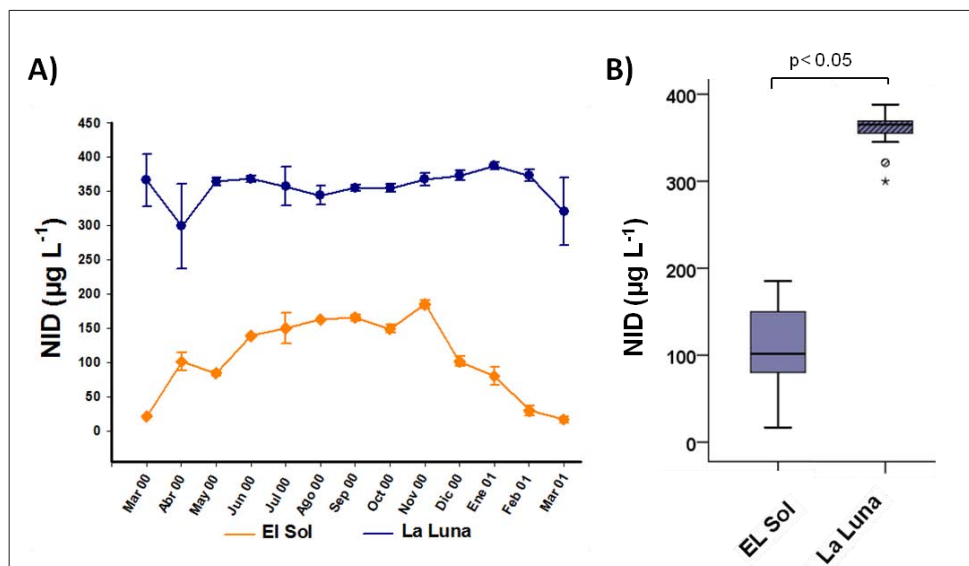 A)
NID (µg L⁻¹)
450
400
350
300
250
200
150
100
50
0
Mar 00
Abr 00
May 00
Jun 00
Jul 00
Ago 00
Sep 00
Oct 00
Nov 00
Dic 00
Ene 01
Feb 01
Mar 01
El Sol
La Luna
B)
p< 0.05
NID (µg L⁻¹)
400
300
200
100
0
EL Sol
La Luna